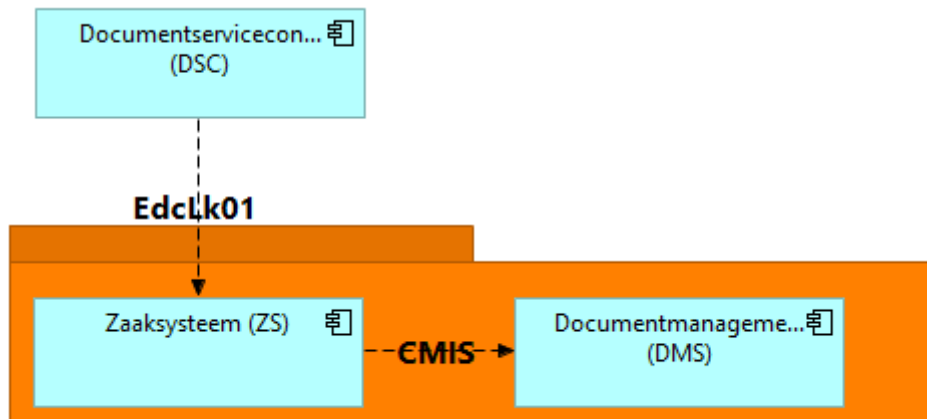 Documentservicecon...
(DSC)
EdcLk01
Zaaksysteem (ZS)
CMIS
Documentmanageme...
(DMS)